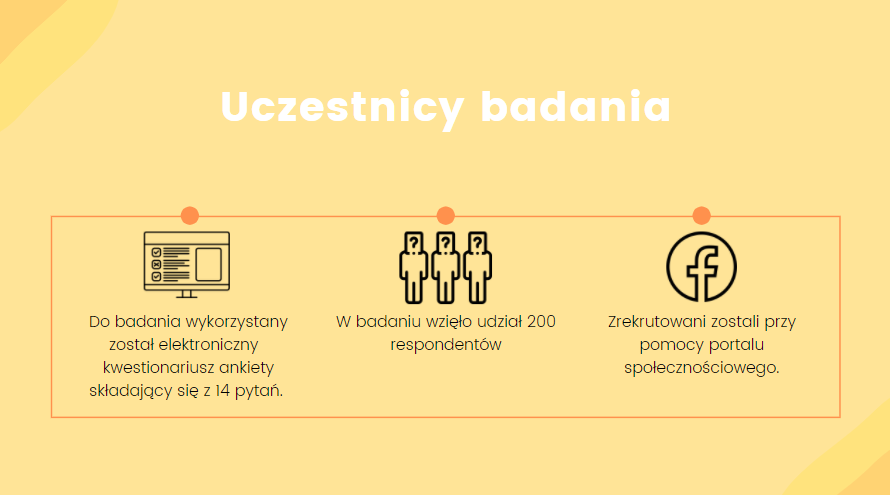 Uczestnicy badania
Do badania wykorzystany
został elektroniczny
kwestionariusz ankiety
składający się z 14 pytań.
W badaniu wzięło udział 200
respondentów
Zrekrutowani zostali przy
pomocy portalu
społecznościowego.